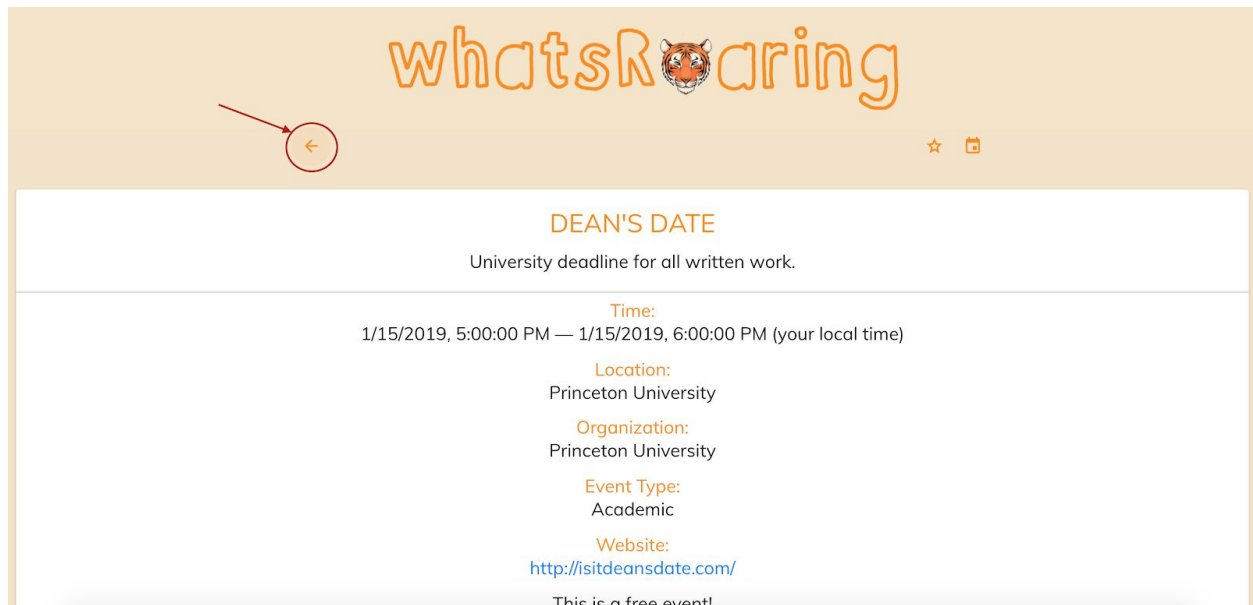 whatsRoaring
DEAN'S DATE
University deadline for all written work.
Time:
1/15/2019, 5:00:00 PM — 1/15/2019, 6:00:00 PM (your local time)
Location:
Princeton University
Organization:
Princeton University
Event Type:
Academic
Website:
http://isitdeansdate.com/
This is a free event!